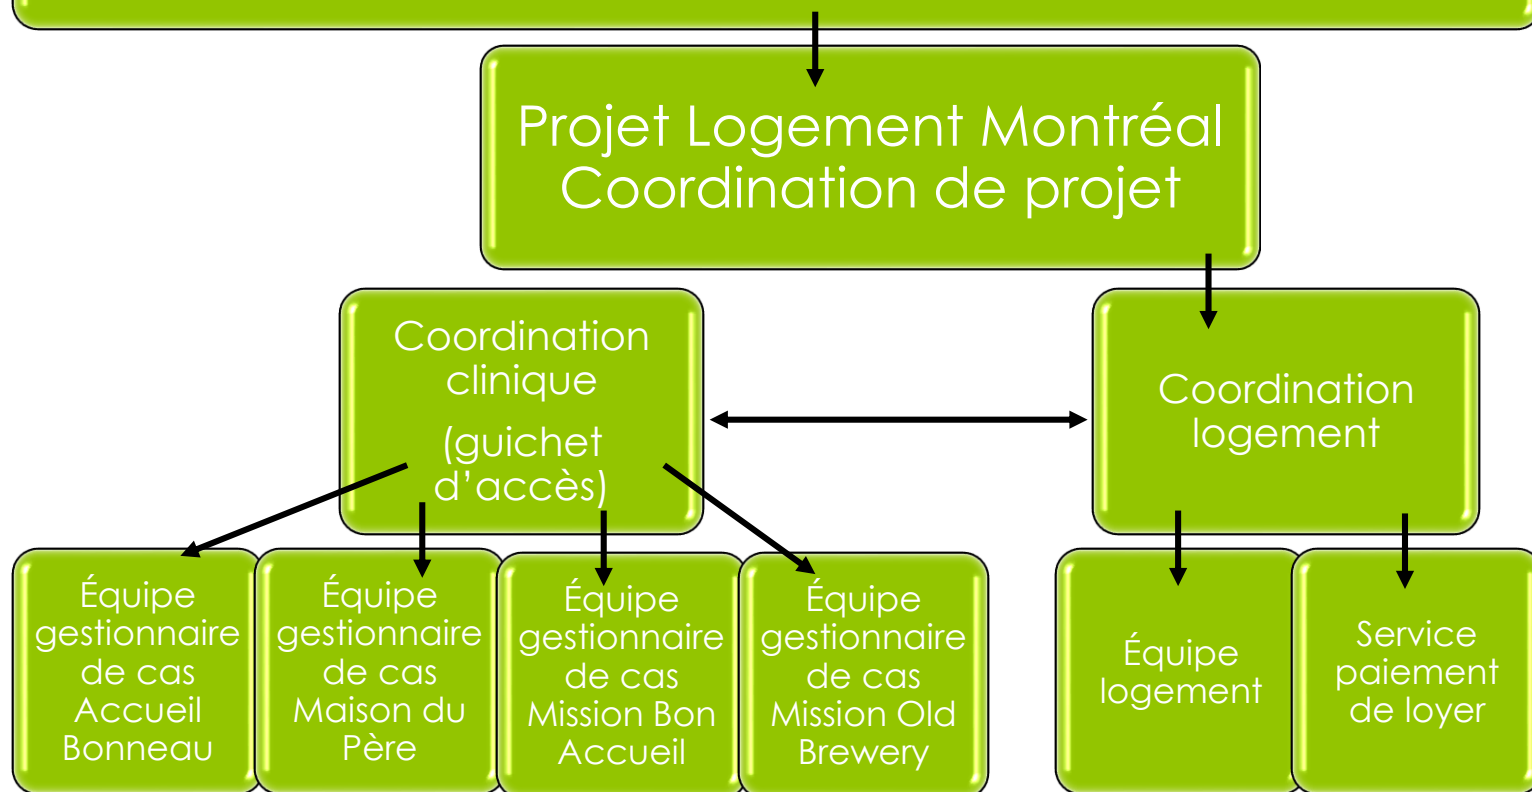 Projet Logement Montréal
Coordination de projet
Coordination
clinique
(guichet
d’accès)
Coordination
logement
Équipe
gestionnaire
de cas
Accueil
Bonneau
Équipe
gestionnaire
de cas
Maison du
Père
Équipe
gestionnaire
de cas
Mission Bon
Accueil
Équipe
gestionnaire
de cas
Mission Old
Brewery
Équipe
logement
Service
paiement
de loyer